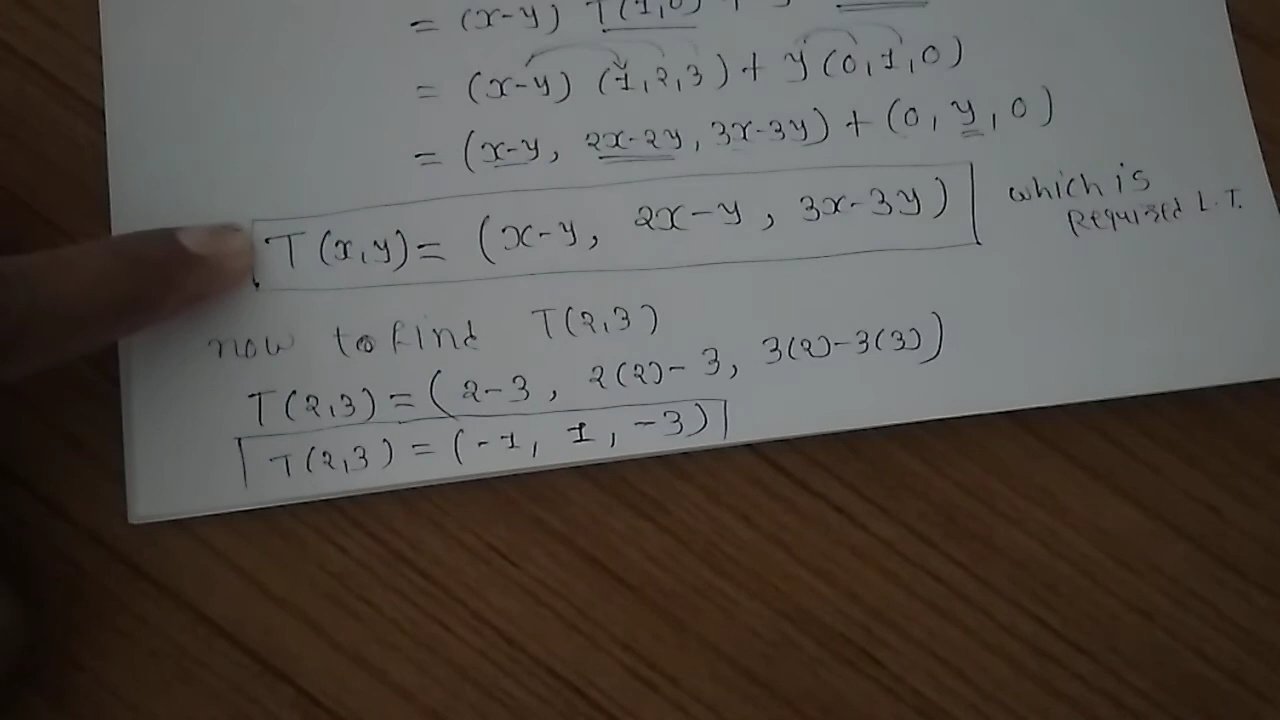 = (x-y) T(1,0)
= (x-y) (1,2,3) + y(0,1,0)
= (x-y, 2x-2y, 3x-3y) + (0, y, 0)
T(x,y) = (x-y, 2x-y, 3x-3y) which is
Required L.T.
now to find T(2,3)
T(2,3) = (2-3, 2(2)-3, 3(2)-3(3))
T(2,3) = (-1, 1, -3)